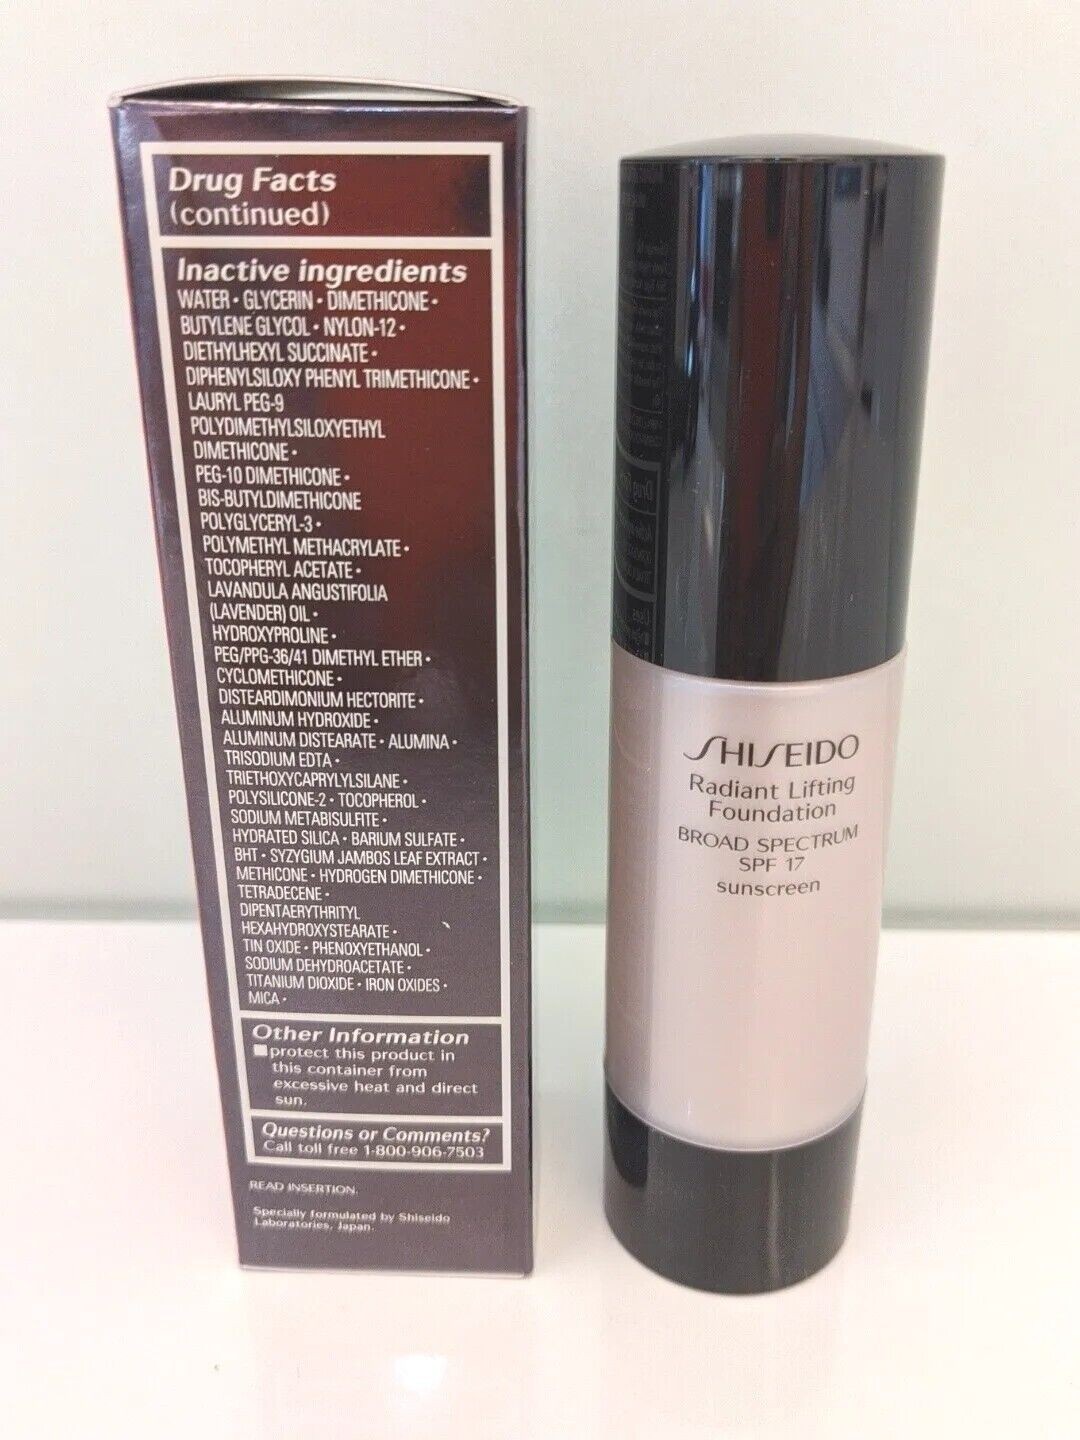 Drug Facts
(continued)
Inactive ingredients
WATER • GLYCERIN • DIMETHICONE •
BUTYLENE GLYCOL • NYLON-12 •
DIETHYLHEXYL SUCCINATE •
DIPHENYLSILOXY PHENYL TRIMETHICONE •
LAURYL PEG-9
POLYDIMETHYLSILOXYETHYL
DIMETHICONE •
PEG-10 DIMETHICONE •
BIS-BUTYLDIMETHICONE
POLYGLYCERYL-3 •
POLYMETHYL METHACRYLATE •
TOCOPHERYL ACETATE •
LAVANDULA ANGUSTIFOLIA
(LAVENDER) OIL •
HYDROXYPROLINE •
PEG/PPG-36/41 DIMETHYL ETHER •
CYCLOMETHICONE •
DISTEARDIMONIUM HECTORITE •
ALUMINUM HYDROXIDE •
ALUMINUM DISTEARATE • ALUMINA •
TRISODIUM EDTA •
TRIETHOXYCAPRYLYLSILANE •
POLYSILICONE-2 • TOCOPHEROL •
SODIUM METABISULFITE •
HYDRATED SILICA • BARIUM SULFATE •
BHT • SYZYGIUM JAMBOS LEAF EXTRACT •
METHICONE • HYDROGEN DIMETHICONE •
TETRADECENE •
DIPENTAERYTHRITYL
HEXAHYDROXYSTEARATE •
TIN OXIDE • PHENOXYETHANOL •
SODIUM DEHYDROACETATE •
TITANIUM DIOXIDE • IRON OXIDES •
MICA •
Other Information
■ protect this product in
this container from
excessive heat and direct
sun.
Questions or Comments?
Call toll free 1-800-906-7503
READ INSERTION.
Specially formulated by Shiseido
Laboratories, Japan.
SHISEIDO
Radiant Lifting
Foundation
BROAD SPECTRUM
SPF 17
sunscreen